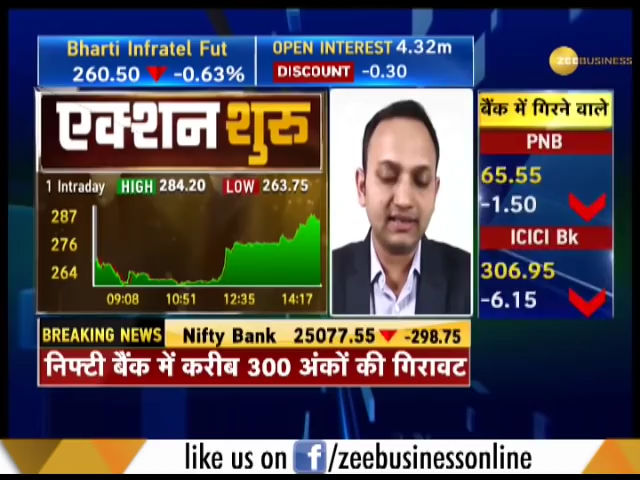 Bharti Infratel Fut
260.50 -0.63%
OPEN INTEREST 4.32m
DISCOUNT -0.30
ZEEBUSINESS
एक्शन शुरु
1 Intraday HIGH 284.20 LOW 263.75
287
276
264
09:08 10:51 12:35 14:17
बैंक में गिरने वाले
PNB
65.55
-1.50
ICICI Bk
306.95
-6.15
BREAKING NEWS Nifty Bank 25077.55 -298.75
निफ्टी बैंक में करीब 300 अंकों की गिरावट
like us on f/zeebusinessonline